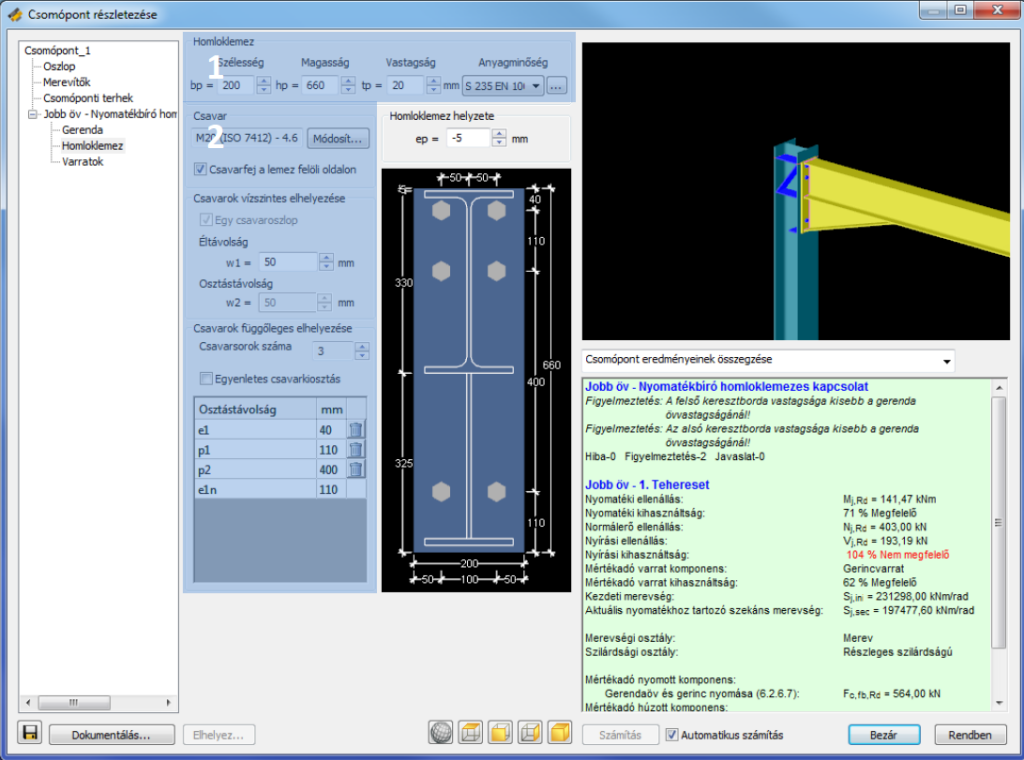 Csomópont részletezése
Csomópont_1
Oszlop
Merevítők
Csomóponti terhek
Jobb öv - Nyomatékbíró hom
Gerenda
Homloklemez
Varratok
Homloklemez
1
Szélesség Magasság Vastagság Anyagminőség
bp = 200 hp = 660 tp = 20 mm S 235 EN 10 ...
Csavar
2
M20 (ISO 7412) - 4.6 Módosít...
Csavarfej a lemez felöli oldalon
Csavarok vízszintes elhelyezése
Egy csavaroszlop
Éltávolság
w1 = 50 mm
Osztástávolság
w2 = 50 mm
Csavarok függőleges elhelyezése
Csavarsorok száma 3
Egyenletes csavarkiosztás
Osztástávolság mm
e1 40
p1 110
p2 400
e1n 110
Homloklemez helyzete
ep = -5 mm
50 50
5
40
110
330
660
400
325
110
200
50 100 50
Csomópont eredményeinek összegzése
Jobb öv - Nyomatékbíró homloklemezes kapcsolat
Figyelmeztetés: A felső keresztborda vastagsága kisebb a gerenda
övvastagságánál!
Figyelmeztetés: Az alsó keresztborda vastagsága kisebb a gerenda
övvastagságánál!
Hiba-0 Figyelmeztetés-2 Javaslat-0
Jobb öv - 1. Tehereset
Nyomatéki ellenállás: Mj,Rd = 141,47 kNm
Nyomatéki kihasználtság: 71 % Megfelelő
Normálerő ellenállás: Nj,Rd = 403,00 kN
Nyírási ellenállás: Vj,Rd = 193,19 kN
Nyírási kihasználtság: 104 % Nem megfelelő
Mértékadó varrat komponens: Gerincvarrat
Mértékadó varrat kihasználtság: 62 % Megfelelő
Kezdeti merevség: Sj,ini = 231298,00 kNm/rad
Aktuális nyomatékhoz tartozó szekáns merevség: Sj,sec = 197477,60 kNm/rad
Merevségi osztály: Merev
Szilárdsági osztály: Részleges szilárdságú
Mértékadó nyomott komponens:
Gerendaöv és gerinc nyomása (6.2.6.7): Fc,fb,Rd = 564,00 kN
Mértékadó húzott komponens:
Dokumentálás... Elhelyez... Számítás Automatikus számítás Bezár Rendben